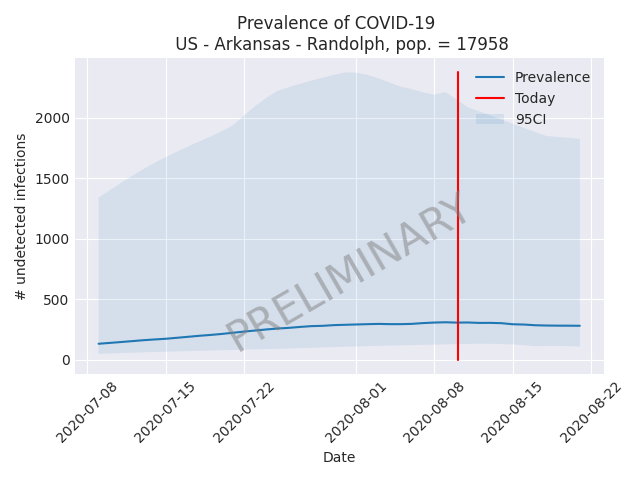 Prevalence of COVID-19
US - Arkansas - Randolph, pop. = 17958
Prevalence
Today
95CI
2000
1500
1000
500
0
# undetected infections
PRELIMINARY
2020-07-08
2020-07-15
2020-07-22
2020-08-01
2020-08-08
2020-08-15
2020-08-22
Date